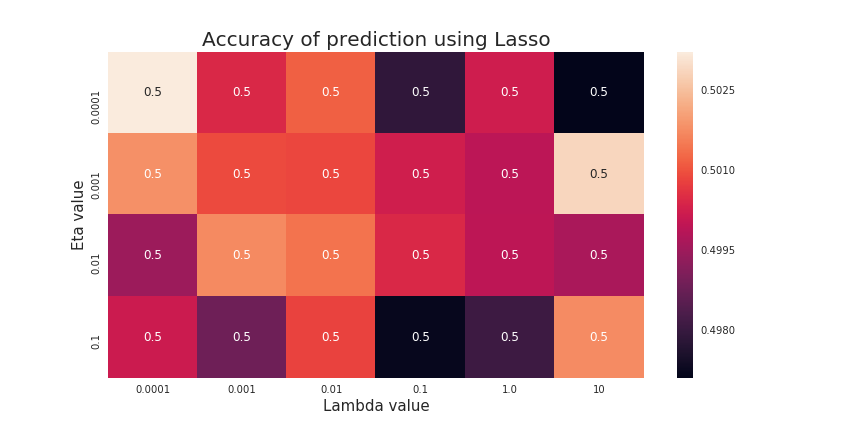 Accuracy of prediction using Lasso
Eta value
0.0001 0.5 0.5 0.5 0.5 0.5 0.5
0.001 0.5 0.5 0.5 0.5 0.5 0.5
0.01 0.5 0.5 0.5 0.5 0.5 0.5
0.1 0.5 0.5 0.5 0.5 0.5 0.5
0.0001 0.001 0.01 0.1 1.0 10
Lambda value
0.5025
0.5010
0.4995
0.4980